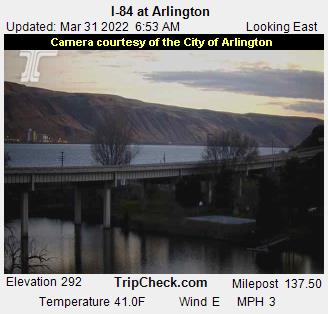 I-84 at Arlington
Updated: Mar 31 2022 6:53 AM Looking East
Camera courtesy of the City of Arlington
Elevation 292 TripCheck.com Milepost 137.50
Temperature 41.0F Wind E MPH 3